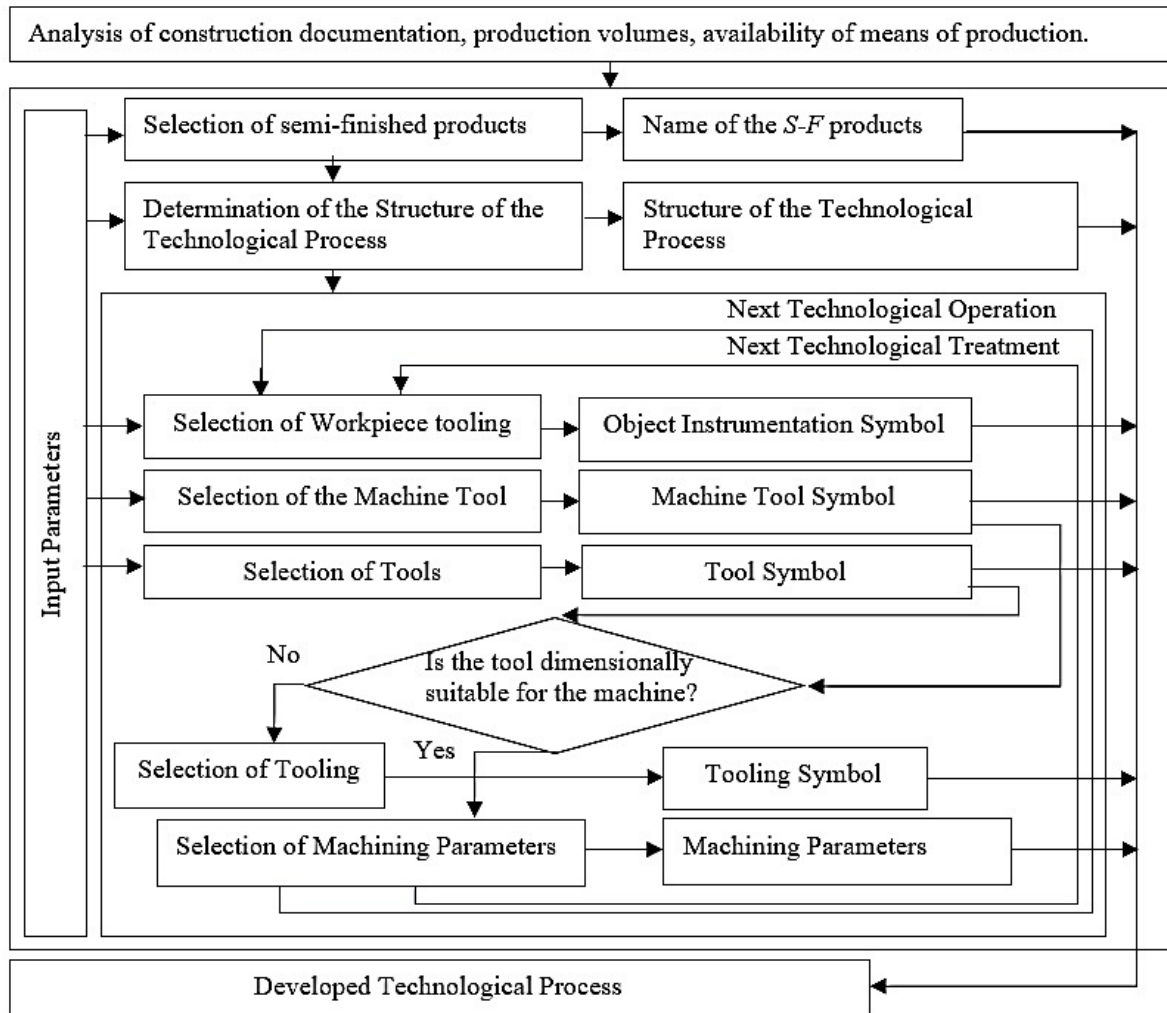 Analysis of construction documentation, production volumes, availability of means of production.
Selection of semi-finished products
Name of the S-F products
Determination of the Structure of the
Technological Process
Structure of the Technological
Process
Input Parameters
Next Technological Operation
Next Technological Treatment
Selection of Workpiece tooling
Object Instrumentation Symbol
Selection of the Machine Tool
Machine Tool Symbol
Selection of Tools
Tool Symbol
No
Is the tool dimensionally
suitable for the machine?
Yes
Selection of Tooling
Tooling Symbol
Selection of Machining Parameters
Machining Parameters
Developed Technological Process